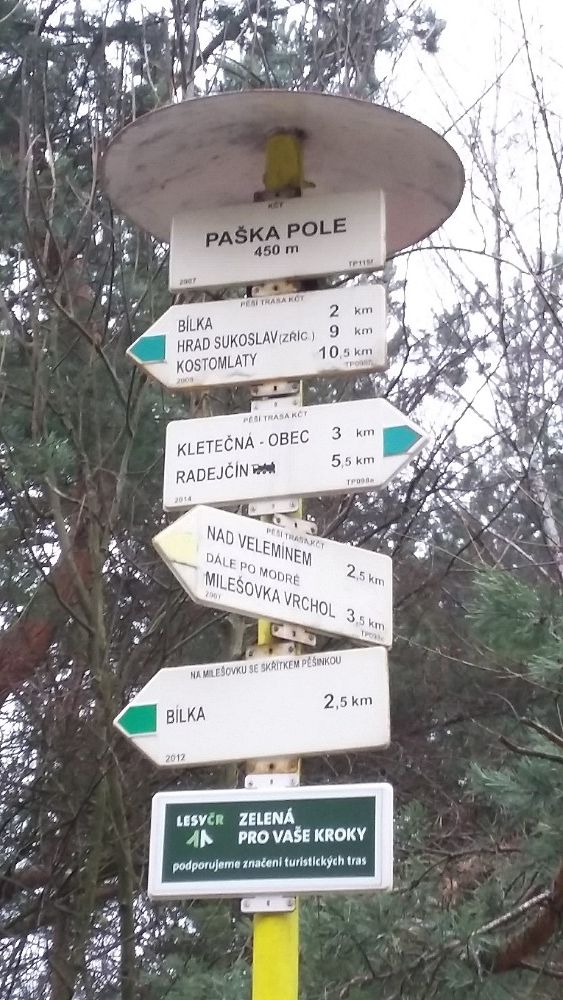 KČT
PAŠKA POLE
450 m
2007 TP115f
PĚŠÍ TRASA KČT
BÍLKA 2 km
HRAD SUKOSLAV (ZŘÍC.) 9 km
KOSTOMLATY 10,5 km
2009
PĚŠÍ TRASA KČT
KLETEČNÁ - OBEC 3 km
RADEJČÍN 5,5 km
2014 TP098a
PĚŠÍ TRASA KČT
NAD VELEMÍNEM 2,5 km
DÁLE PO MODRÉ
MILEŠOVKA VRCHOL 3,5 km
2007
NA MILEŠOVKU SE SKŘÍTKEM PĚŠINKOU
BÍLKA 2,5 km
2012
LESY ČR
ZELENÁ
PRO VAŠE KROKY
podporujeme značení turistických tras